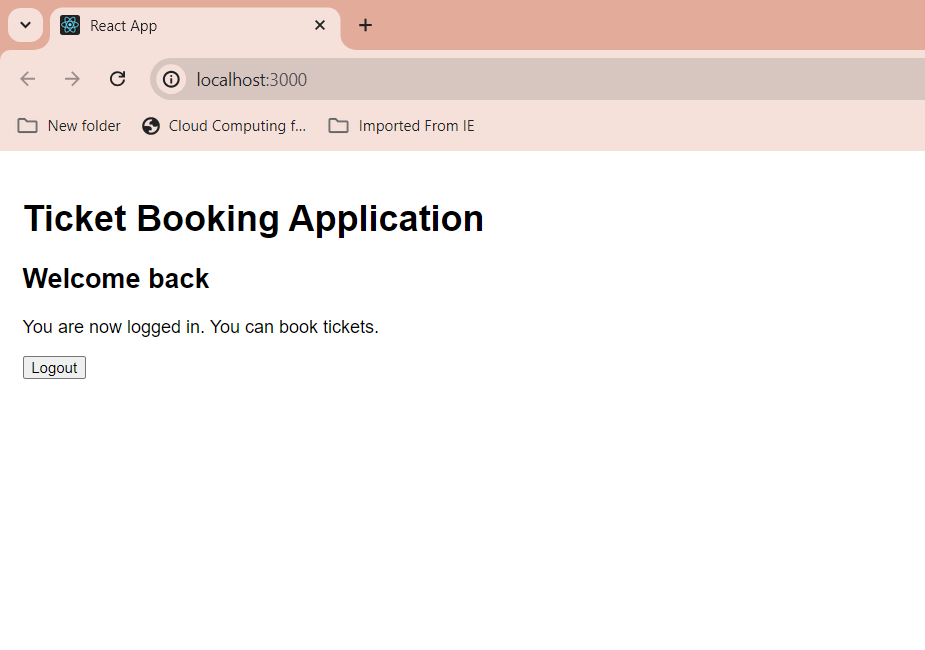 React App
localhost:3000
New folder
Cloud Computing f...
Imported From IE
Ticket Booking Application
Welcome back
You are now logged in. You can book tickets.
Logout